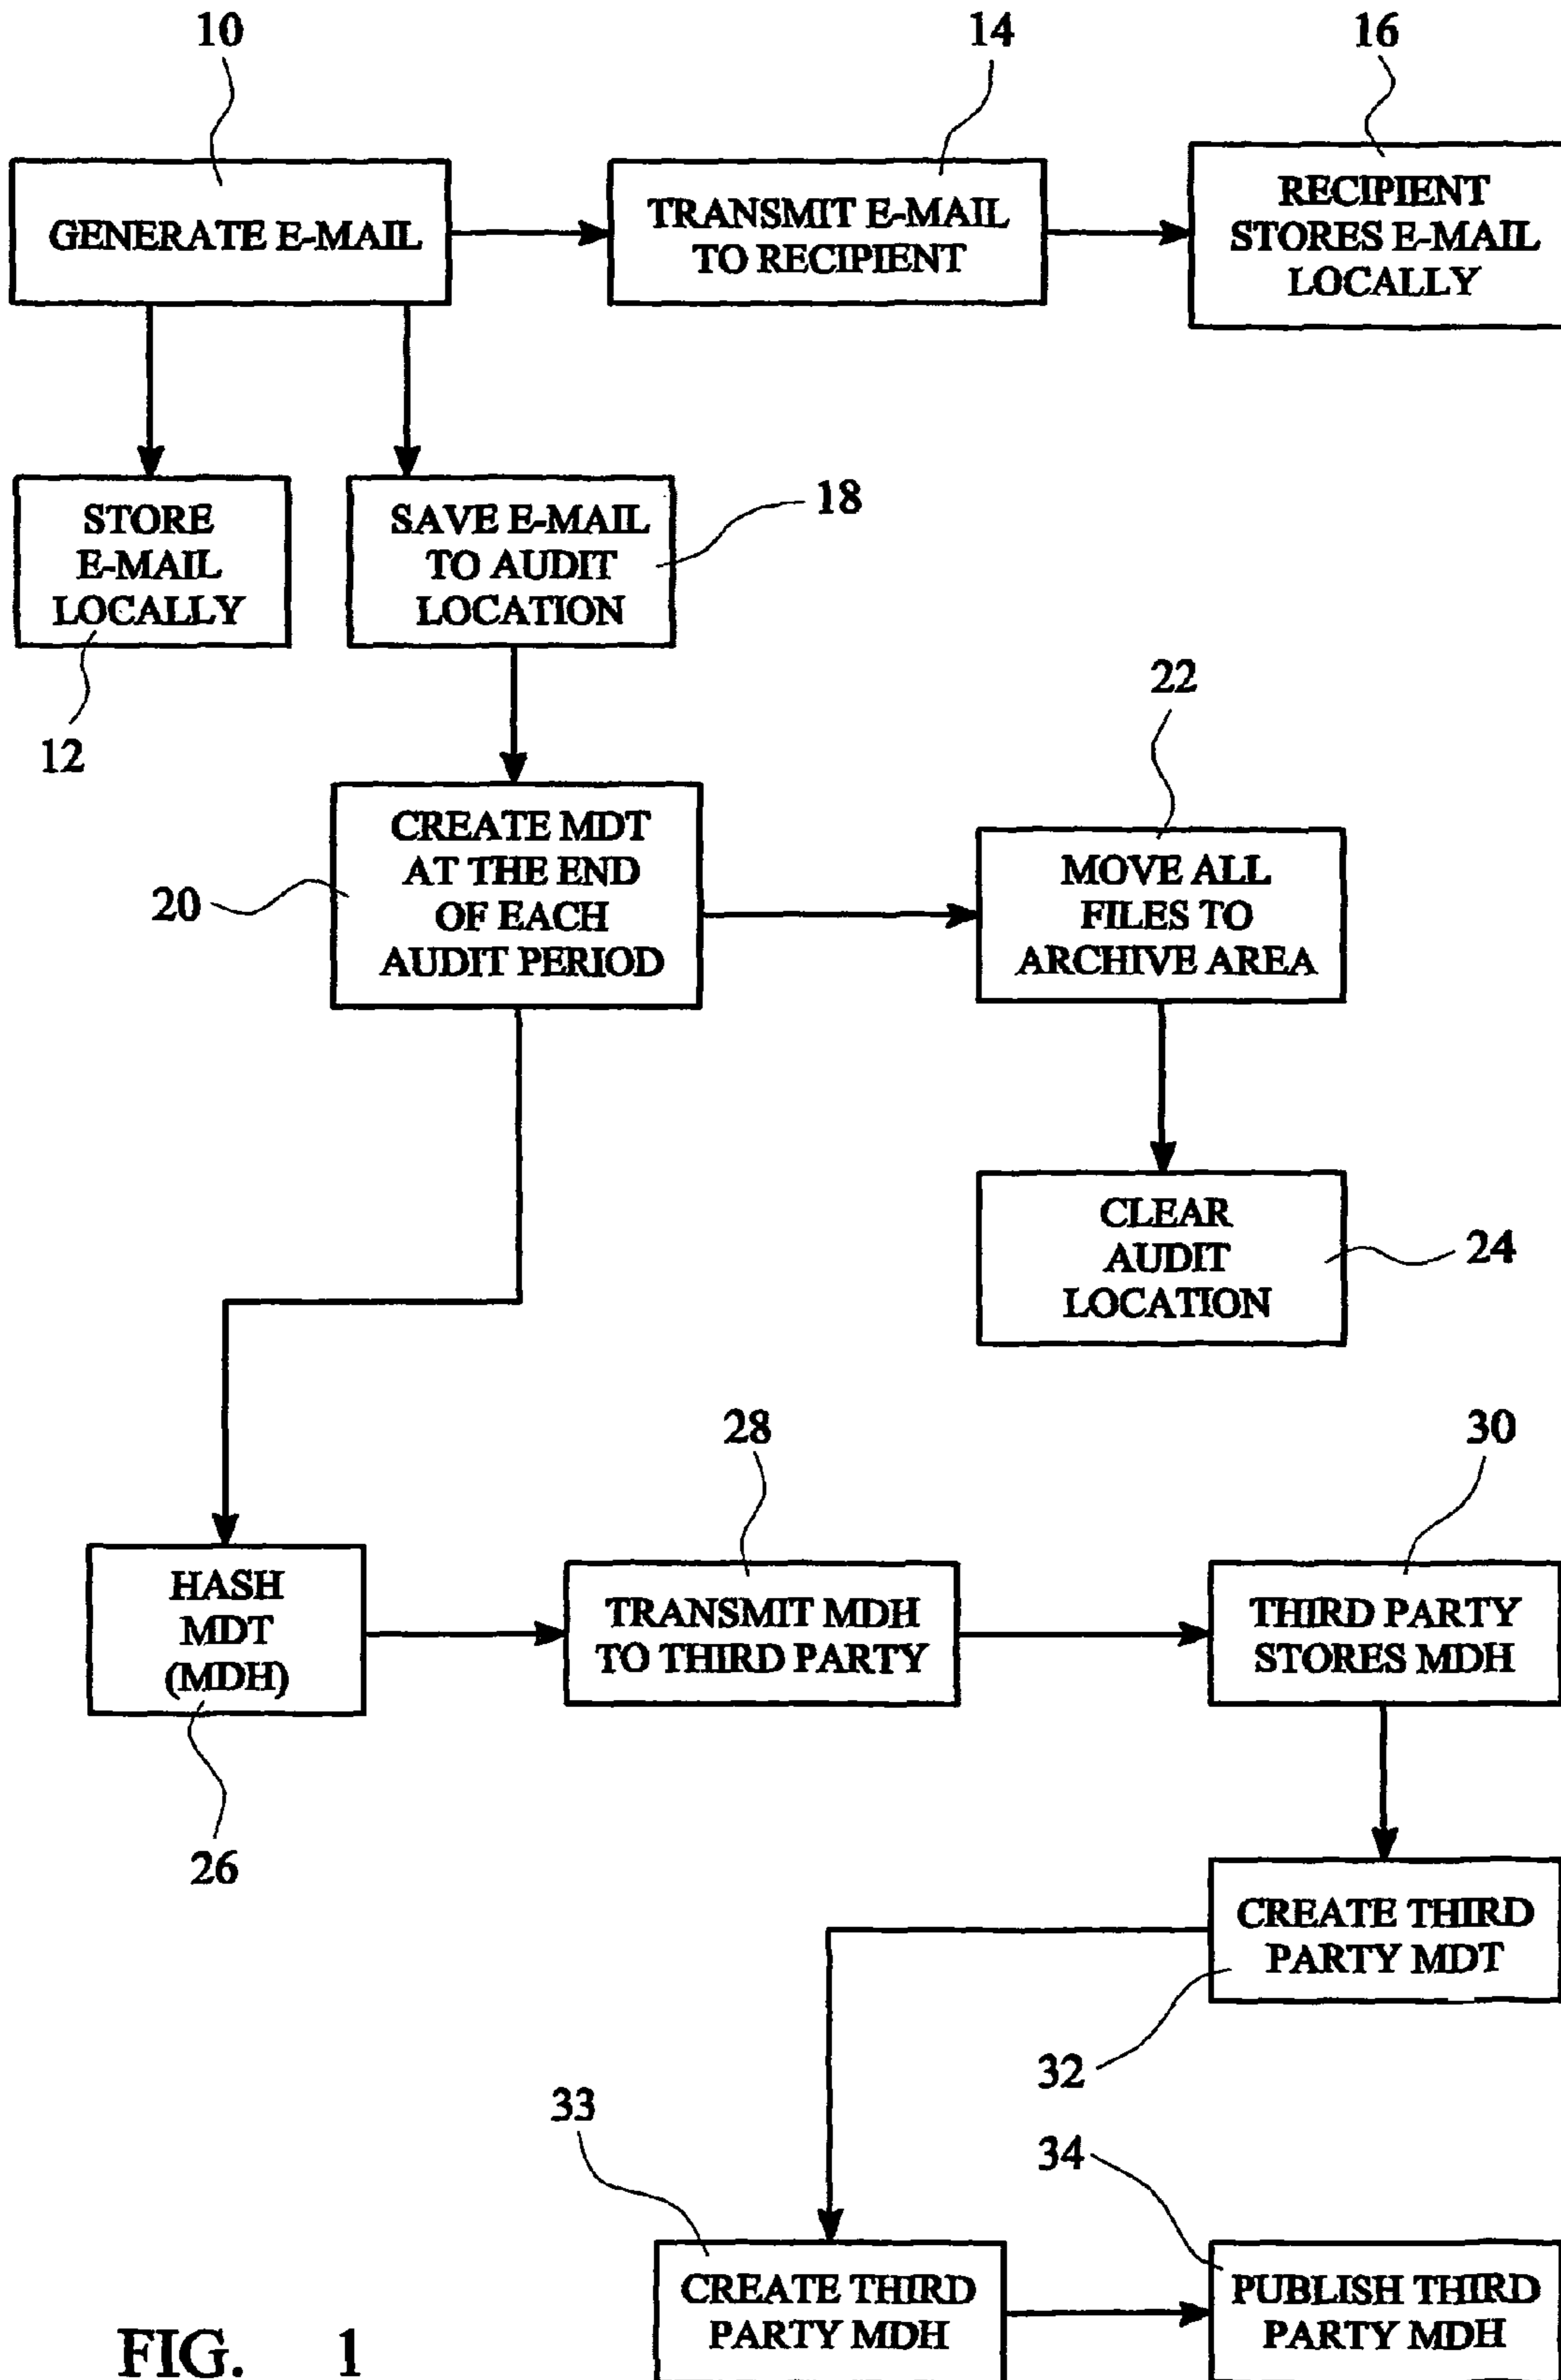 10
14
16
GENERATE E-MAIL
TRANSMIT E-MAIL
TO RECIPIENT
RECIPIENT
STORES E-MAIL
LOCALLY
STORE
E-MAIL
LOCALLY
12
SAVE E-MAIL
TO AUDIT
LOCATION
18
20
CREATE MDT
AT THE END
OF EACH
AUDIT PERIOD
22
MOVE ALL
FILES TO
ARCHIVE AREA
CLEAR
AUDIT
LOCATION
24
HASH
MDT
(MDH)
26
28
TRANSMIT MDH
TO THIRD PARTY
30
THIRD PARTY
STORES MDH
CREATE THIRD
PARTY MDT
32
33
CREATE THIRD
PARTY MDH
34
PUBLISH THIRD
PARTY MDH
FIG. 1